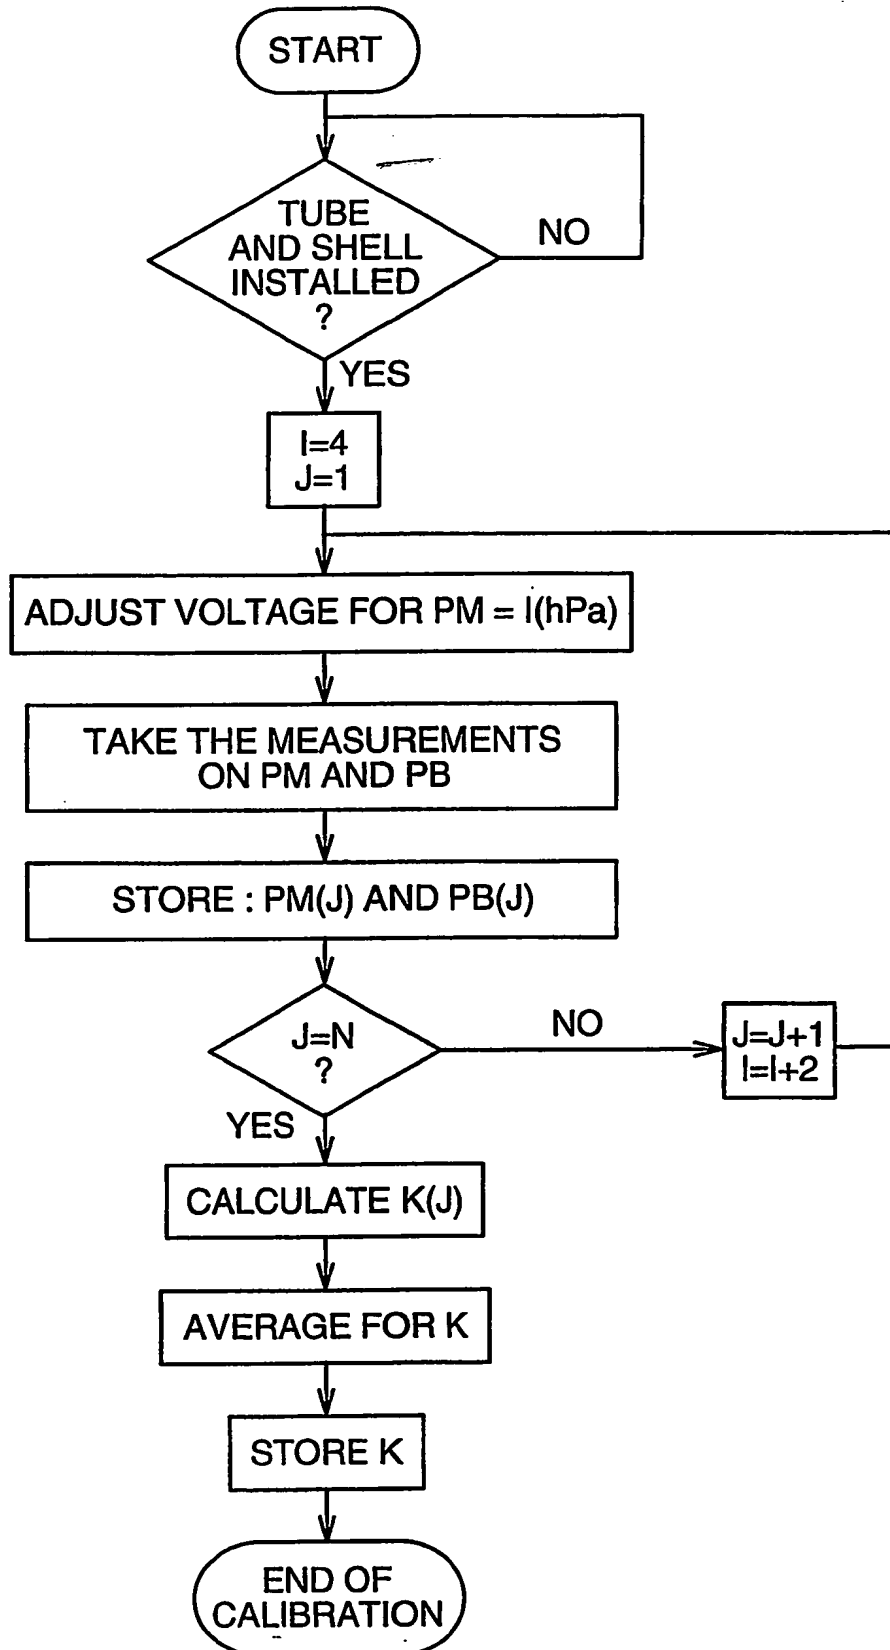 START
TUBE
AND SHELL
INSTALLED
?
NO
YES
I=4
J=1
ADJUST VOLTAGE FOR PM = I(hPa)
TAKE THE MEASUREMENTS
ON PM AND PB
STORE : PM(J) AND PB(J)
J=N
?
NO
J=J+1
I=I+2
YES
CALCULATE K(J)
AVERAGE FOR K
STORE K
END OF
CALIBRATION